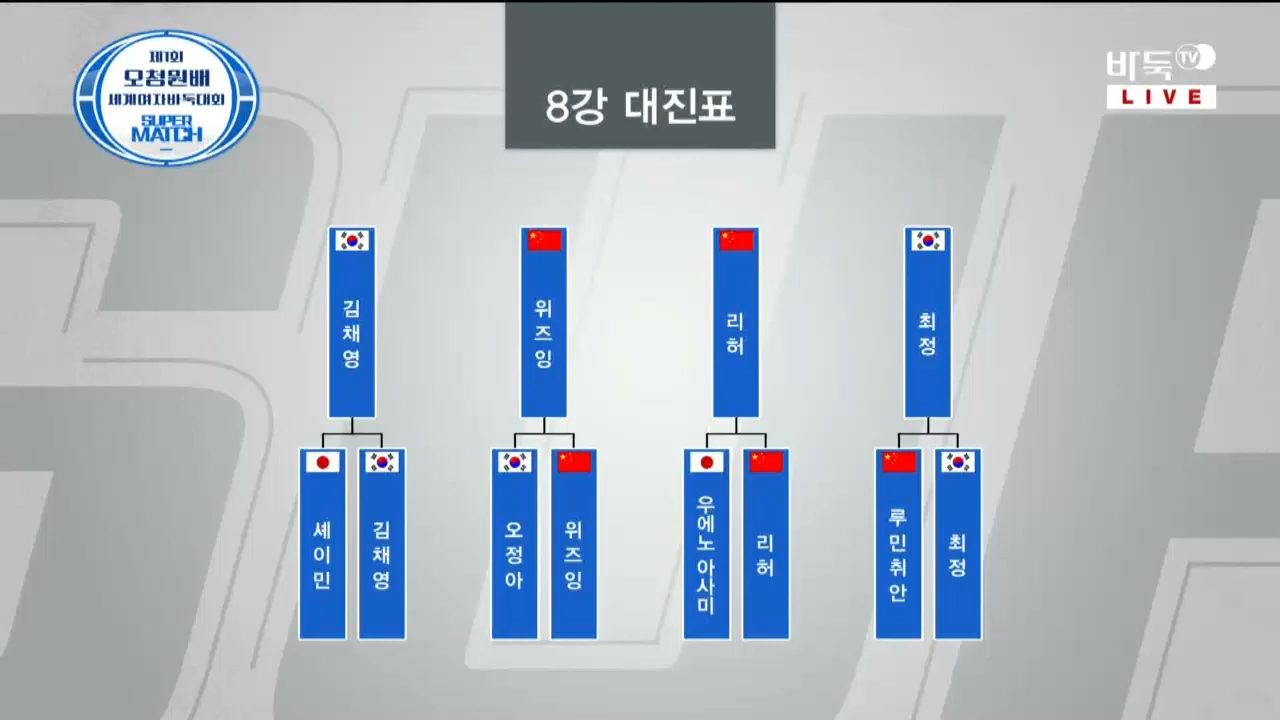 제1회
오청원배
세계여자바둑대회
SUPER
MATCH
8강 대진표
바둑 TV
LIVE
김채영
위즈잉
리허
최정
셰이민
김채영
오정아
위즈잉
우에노 아사미
리허
루민취안
최정